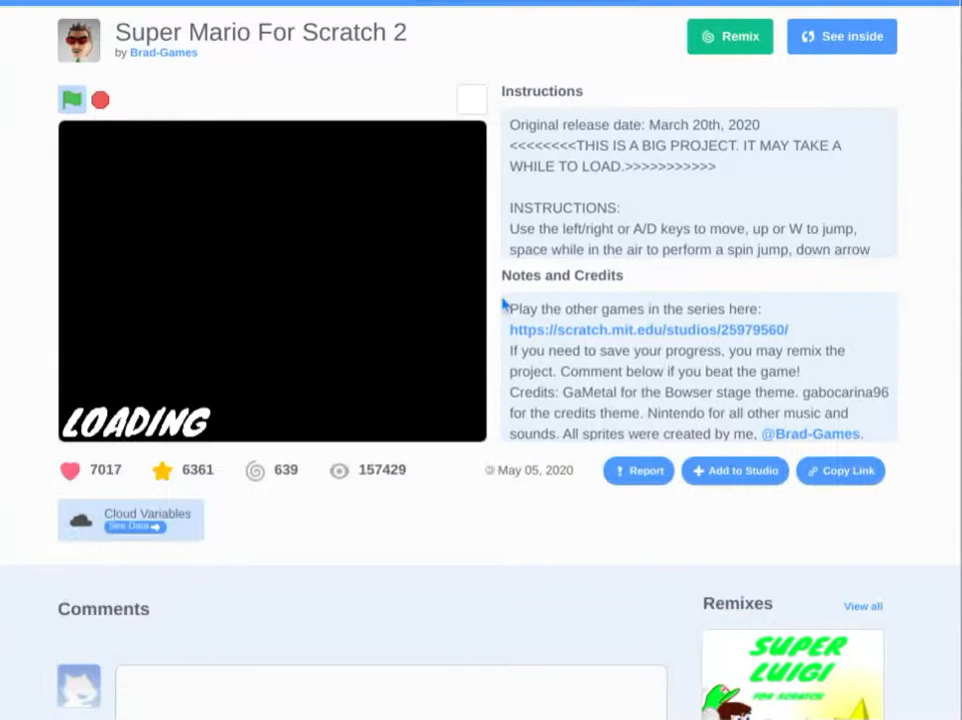 Super Mario For Scratch 2
by Brad-Games
Remix
See inside
Instructions
Original release date: March 20th, 2020
<<<<<<<<THIS IS A BIG PROJECT. IT MAY TAKE A
WHILE TO LOAD.>>>>>>>>>>>
INSTRUCTIONS:
Use the left/right or A/D keys to move, up or W to jump,
space while in the air to perform a spin jump, down arrow
Notes and Credits
Play the other games in the series here:
https://scratch.mit.edu/studios/25979560/
If you need to save your progress, you may remix the
project. Comment below if you beat the game!
Credits: GaMetal for the Bowser stage theme. gabocarina96
for the credits theme. Nintendo for all other music and
sounds. All sprites were created by me, @Brad-Games.
LOADING
7017
6361
639
157429
© May 05, 2020
Report
Add to Studio
Copy Link
Cloud Variables
See Data
Comments
Remixes
View all
SUPER
LUIGI
FOR SCRATCH